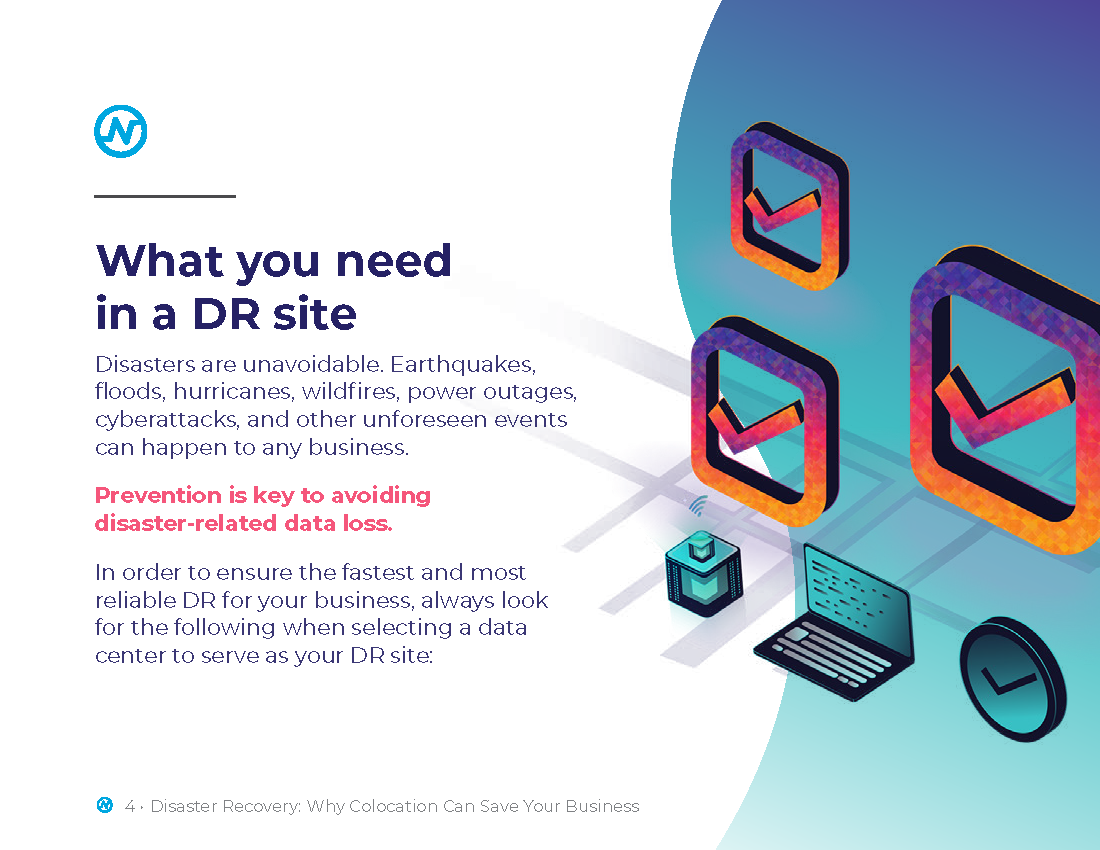 What you need
in a DR site
Disasters are unavoidable. Earthquakes,
floods, hurricanes, wildfires, power outages,
cyberattacks, and other unforeseen events
can happen to any business.
Prevention is key to avoiding
disaster-related data loss.
In order to ensure the fastest and most
reliable DR for your business, always look
for the following when selecting a data
center to serve as your DR site:
4 • Disaster Recovery: Why Colocation Can Save Your Business